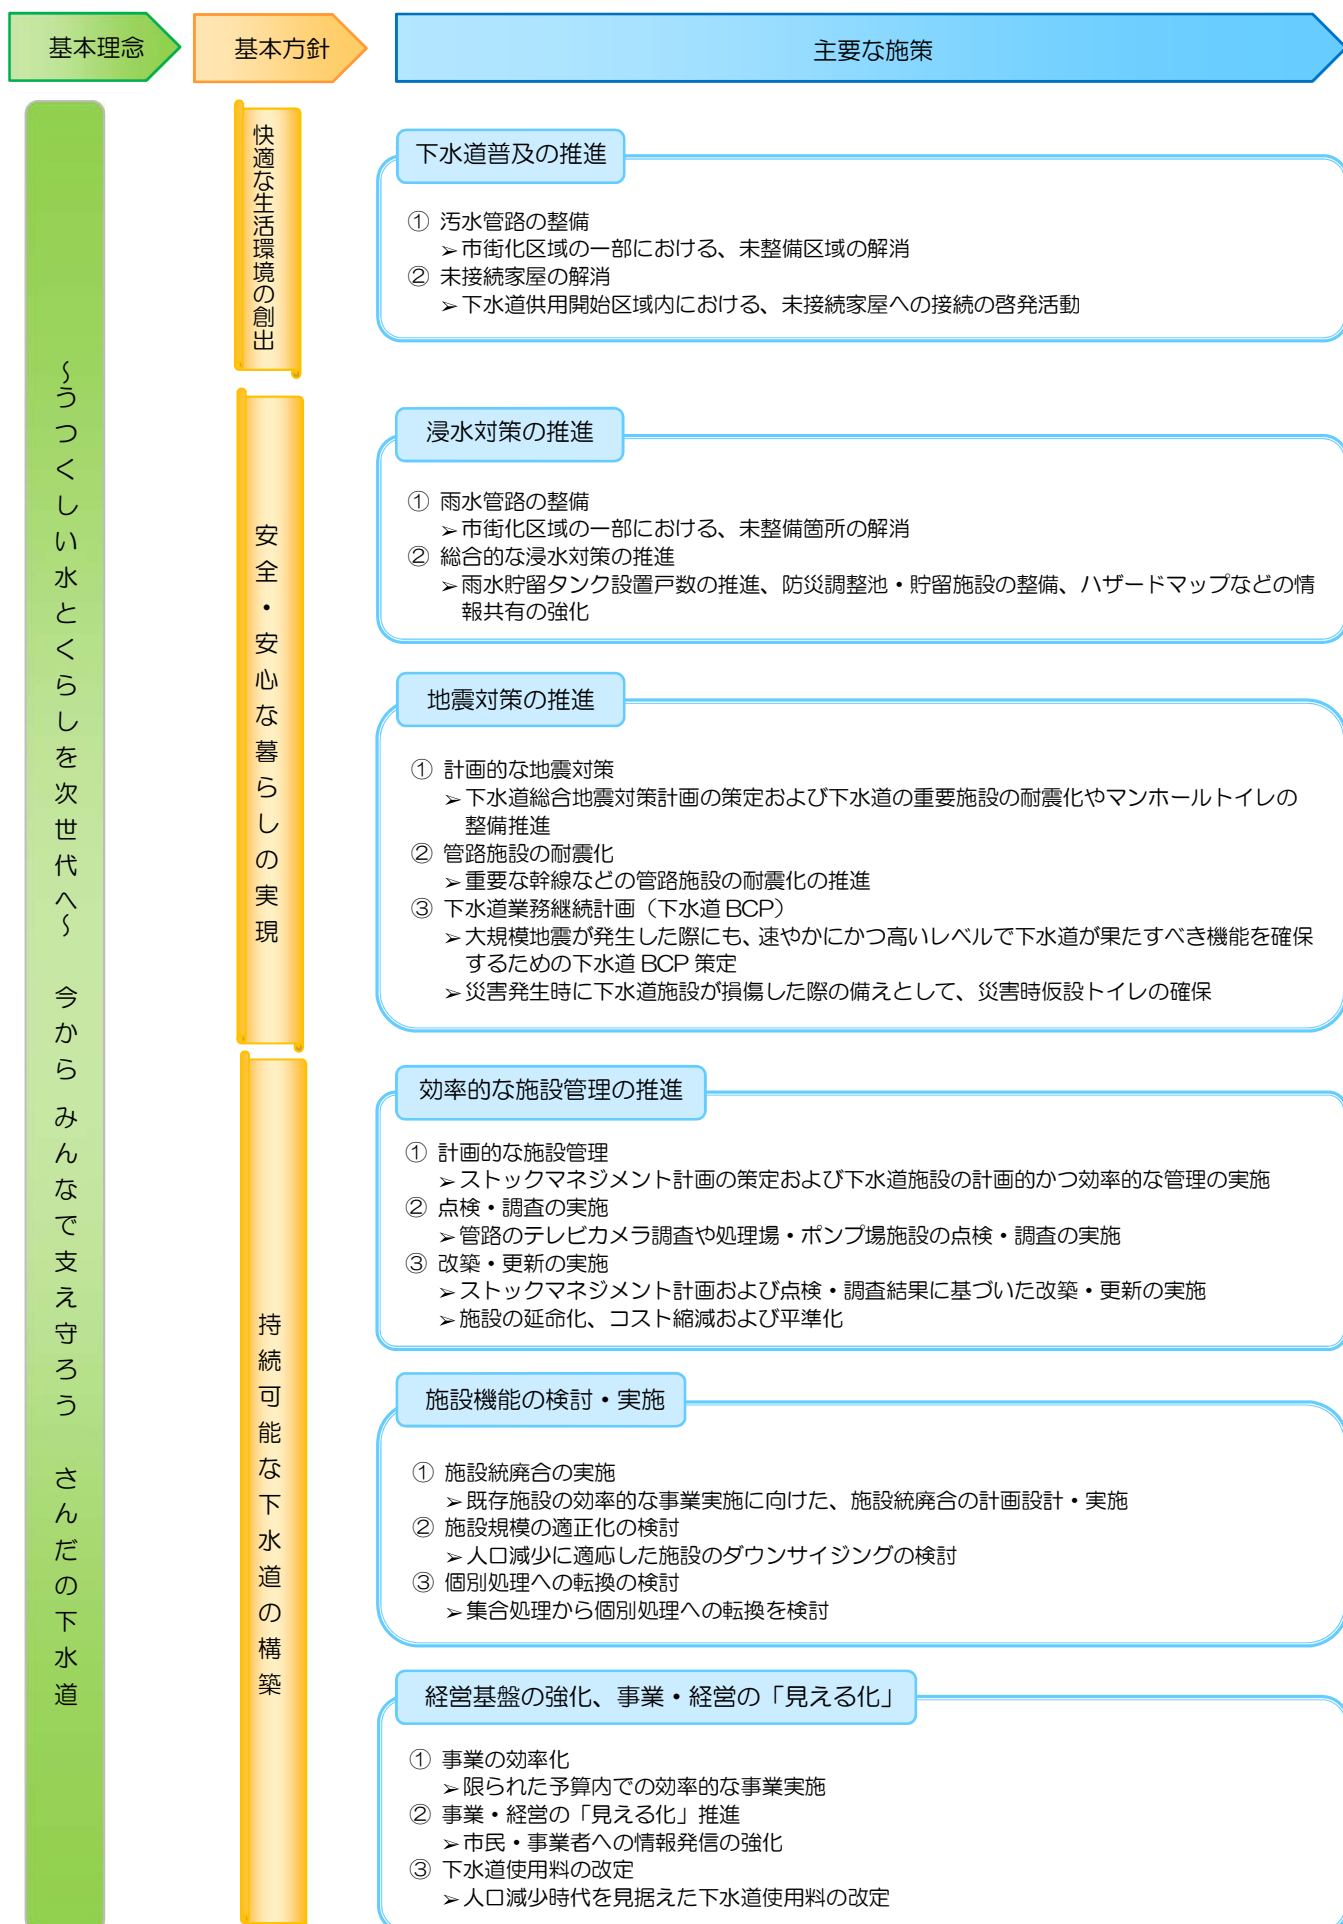 基本理念
基本方針
主要な施策
～うつくしい水とくらしを次世代へ～ 今から みんなで支え守ろう さんだの下水道
快適な生活環境の創出
下水道普及の推進
① 汚水管路の整備
➢市街化区域の一部における、未整備区域の解消
② 未接続家屋の解消
➢下水道供用開始区域内における、未接続家屋への接続の啓発活動
安全・安心な暮らしの実現
浸水対策の推進
① 雨水管路の整備
➢市街化区域の一部における、未整備箇所の解消
② 総合的な浸水対策の推進
➢雨水貯留タンク設置戸数の推進、防災調整池・貯留施設の整備、ハザードマップなどの情
報共有の強化
地震対策の推進
① 計画的な地震対策
➢下水道総合地震対策計画の策定および下水道の重要施設の耐震化やマンホールトイレの
整備推進
② 管路施設の耐震化
➢重要な幹線などの管路施設の耐震化の推進
③ 下水道業務継続計画（下水道 BCP）
➢大規模地震が発生した際にも、速やかにかつ高いレベルで下水道が果たすべき機能を確保
するための下水道 BCP 策定
➢災害発生時に下水道施設が損傷した際の備えとして、災害時仮設トイレの確保
持続可能な下水道の構築
効率的な施設管理の推進
① 計画的な施設管理
➢ストックマネジメント計画の策定および下水道施設の計画的かつ効率的な管理の実施
② 点検・調査の実施
➢管路のテレビカメラ調査や処理場・ポンプ場施設の点検・調査の実施
③ 改築・更新の実施
➢ストックマネジメント計画および点検・調査結果に基づいた改築・更新の実施
➢施設の延命化、コスト縮減および平準化
施設機能の検討・実施
① 施設統廃合の実施
➢既存施設の効率的な事業実施に向けた、施設統廃合の計画設計・実施
② 施設規模の適正化の検討
➢人口減少に適応した施設のダウンサイジングの検討
③ 個別処理への転換の検討
➢集合処理から個別処理への転換を検討
経営基盤の強化、事業・経営の「見える化」
① 事業の効率化
➢限られた予算内での効率的な事業実施
② 事業・経営の「見える化」推進
➢市民・事業者への情報発信の強化
③ 下水道使用料の改定
➢人口減少時代を見据えた下水道使用料の改定